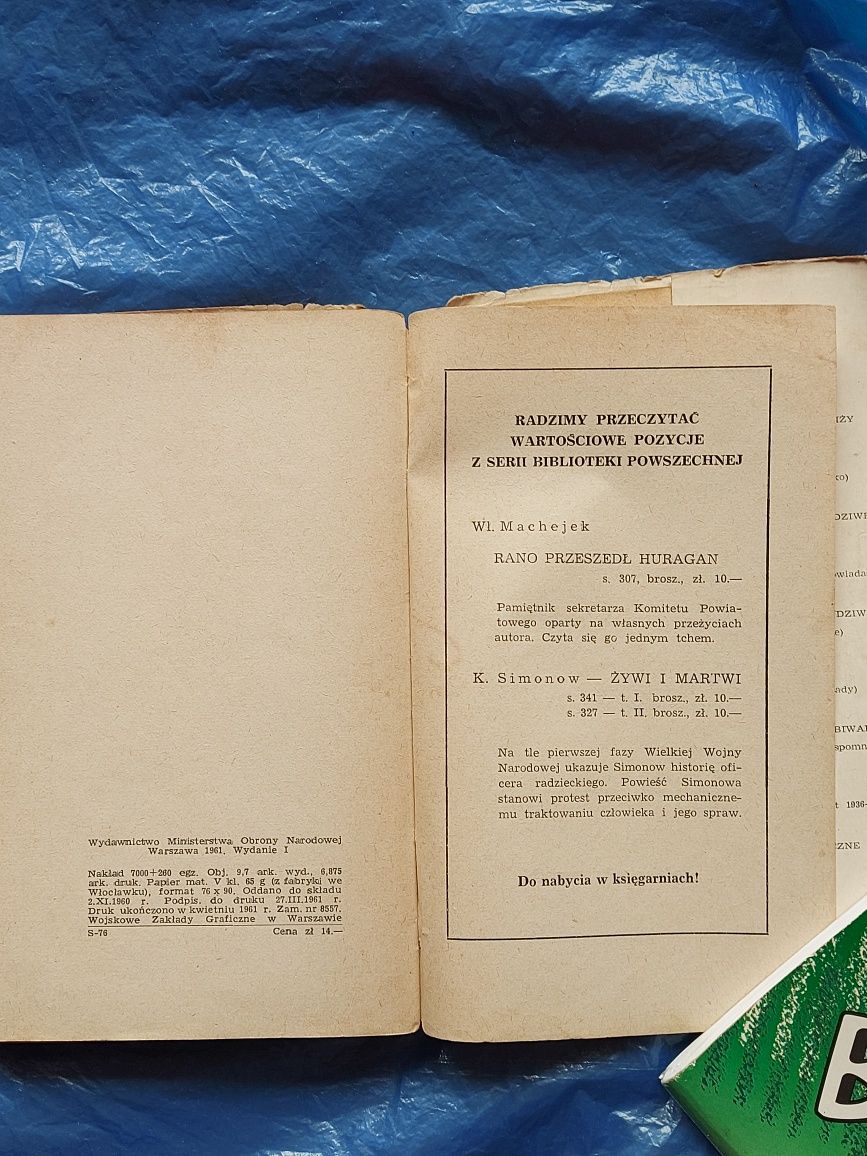 Wydawnictwo Ministerstwa Obrony Narodowej
Warszawa 1961. Wydanie I
Nakład 7000+260 egz. Obj. 9,7 ark. wyd., 6,875
ark. druk. Papier mat. V kl. 65 g (z fabryki we
Włocławku), format 76 x 90. Oddano do składu
2.XI.1960 r. Podpis. do druku 27.III.1961 r.
Druk ukończono w kwietniu 1961 r. Zam. nr 8557.
Wojskowe Zakłady Graficzne w Warszawie
S-76 Cena zł 14.—
RADZIMY PRZECZYTAĆ
WARTOŚCIOWE POZYCJE
Z SERII BIBLIOTEKI POWSZECHNEJ
Wł. Machejek
RANO PRZESZEDŁ HURAGAN
s. 307, brosz., zł. 10.—
Pamiętnik sekretarza Komitetu Powia-
towego oparty na własnych przeżyciach
autora. Czyta się go jednym tchem.
K. Simonow — ŻYWI I MARTWI
s. 341 — t. I. brosz., zł. 10.—
s. 327 — t. II. brosz., zł. 10.—
Na tle pierwszej fazy Wielkiej Wojny
Narodowej ukazuje Simonow historię ofi-
cera radzieckiego. Powieść Simonowa
stanowi protest przeciwko mechaniczne-
mu traktowaniu człowieka i jego spraw.
Do nabycia w księgarniach!